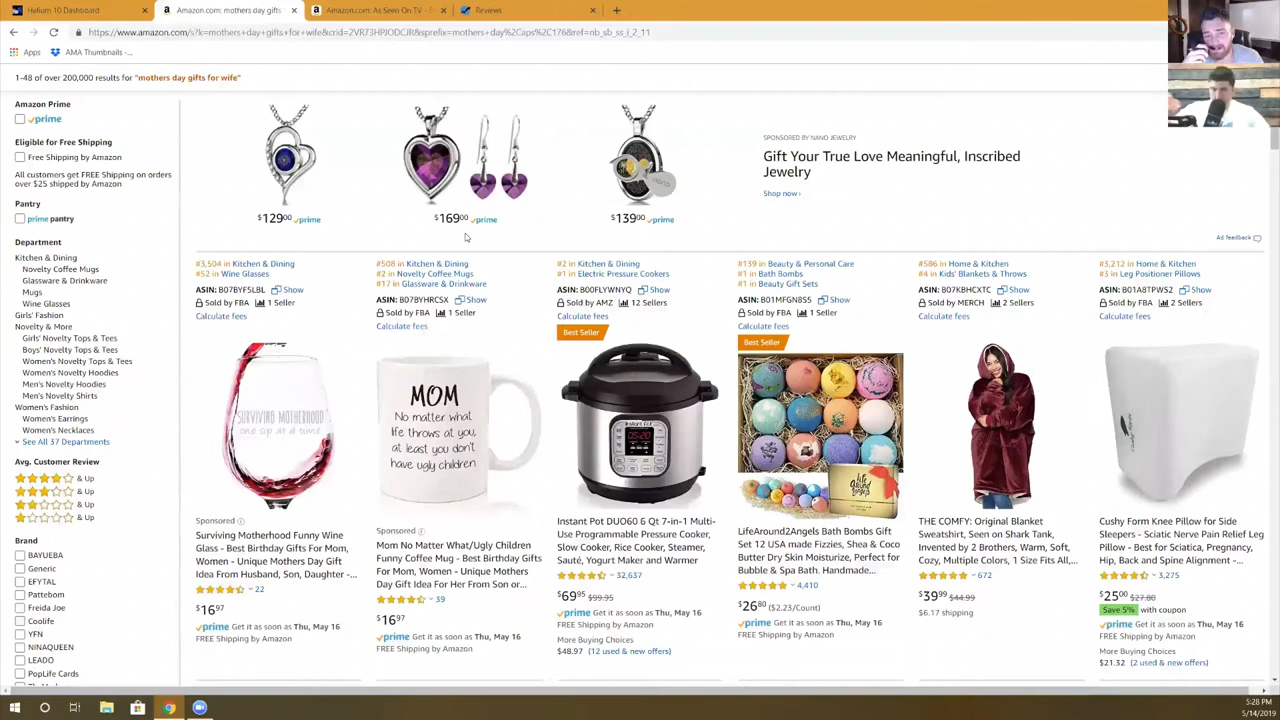 Helium 10 Dashboard
Amazon.com: mothers day gifts
Amazon.com: As Seen On TV - S
Reviews
https://www.amazon.com/s?k=mothers+day+gifts+for+wife&crid=2VR73HPJODCJR&sprefix=mothers+day%2Caps%2C176&ref=nb_sb_ss_i_2_11
Apps
AMA Thumbnails -...
1-48 of over 200,000 results for "mothers day gifts for wife"
Amazon Prime
prime
Eligible for Free Shipping
Free Shipping by Amazon
All customers get FREE Shipping on orders
over $25 shipped by Amazon
Pantry
prime pantry
Department
Kitchen & Dining
Novelty Coffee Mugs
Glassware & Drinkware
Mugs
Wine Glasses
Girls' Fashion
Novelty & More
Girls' Novelty Tops & Tees
Boys' Novelty Tops & Tees
Women's Novelty Tops & Tees
Women's Novelty Hoodies
Men's Novelty Hoodies
Men's Novelty Shirts
Women's Fashion
Women's Earrings
Women's Necklaces
See All 37 Departments
Avg. Customer Review
& Up
& Up
& Up
& Up
Brand
BAYUEBA
Generic
EFYTAL
Pattebom
Freida Joe
Coolife
YFN
NINAQUEEN
LEADO
PopLife Cards
$129.00 prime
$169.00 prime
$139.00 prime
SPONSORED BY NANO JEWELRY
Gift Your True Love Meaningful, Inscribed
Jewelry
Shop now ›
Ad feedback
#3,504 in Kitchen & Dining
#52 in Wine Glasses
ASIN: B07BYF5LBL Show
Sold by FBA 1 Seller
Calculate fees
SURVIVING MOTHERHOOD
one sip at a time
Sponsored
Surviving Motherhood Funny Wine
Glass - Best Birthday Gifts For Mom,
Women - Unique Mothers Day Gift
Idea From Husband, Son, Daughter -...
22
$16.97
prime Get it as soon as Thu, May 16
FREE Shipping by Amazon
#508 in Kitchen & Dining
#2 in Novelty Coffee Mugs
#17 in Glassware & Drinkware
ASIN: B07BYHRCSX Show
Sold by FBA 1 Seller
Calculate fees
MOM
No matter what
life throws at you,
at least you don't
have ugly children
Sponsored
Mom No Matter What/Ugly Children
Funny Coffee Mug - Best Birthday Gifts
For Mom, Women - Unique Mothers
Day Gift Idea For Her From Son or...
39
$16.97
prime Get it as soon as Thu, May 16
FREE Shipping by Amazon
#2 in Kitchen & Dining
#1 in Electric Pressure Cookers
ASIN: B00FLYWNYQ Show
Sold by AMZ 12 Sellers
Calculate fees
Best Seller
Instant Pot DUO60 6 Qt 7-in-1 Multi-
Use Programmable Pressure Cooker,
Slow Cooker, Rice Cooker, Steamer,
Sauté, Yogurt Maker and Warmer
32,637
$69.95 $99.95
prime Get it as soon as Thu, May 16
FREE Shipping by Amazon
More Buying Choices
$48.97 (12 used & new offers)
#139 in Beauty & Personal Care
#1 in Bath Bombs
#1 in Beauty Gift Sets
ASIN: B01MFGN8S5 Show
Sold by FBA 1 Seller
Calculate fees
Best Seller
LifeAround2Angels Bath Bombs Gift
Set 12 USA made Fizzies, Shea & Coco
Butter Dry Skin Moisturize, Perfect for
Bubble & Spa Bath. Handmade...
4,410
$26.80 ($2.23/Count)
prime Get it as soon as Thu, May 16
FREE Shipping by Amazon
#586 in Home & Kitchen
#4 in Kids' Blankets & Throws
ASIN: B07KBHCXTC Show
Sold by MERCH 2 Sellers
Calculate fees
THE COMFY: Original Blanket
Sweatshirt, Seen on Shark Tank,
Invented by 2 Brothers, Warm, Soft,
Cozy, Multiple Colors, 1 Size Fits All,...
672
$39.99 $44.99
$6.17 shipping
#3,212 in Home & Kitchen
#3 in Leg Positioner Pillows
ASIN: B01A8TPWS2 Show
Sold by FBA 2 Sellers
Calculate fees
Cushy Form Knee Pillow for Side
Sleepers - Sciatic Nerve Pain Relief Leg
Pillow - Best for Sciatica, Pregnancy,
Hip, Back and Spine Alignment -...
3,275
$25.00 $27.80
Save 5% with coupon
prime Get it as soon as Thu, May 16
FREE Shipping by Amazon
More Buying Choices
$21.32 (2 used & new offers)
5:28 PM
5/14/2019